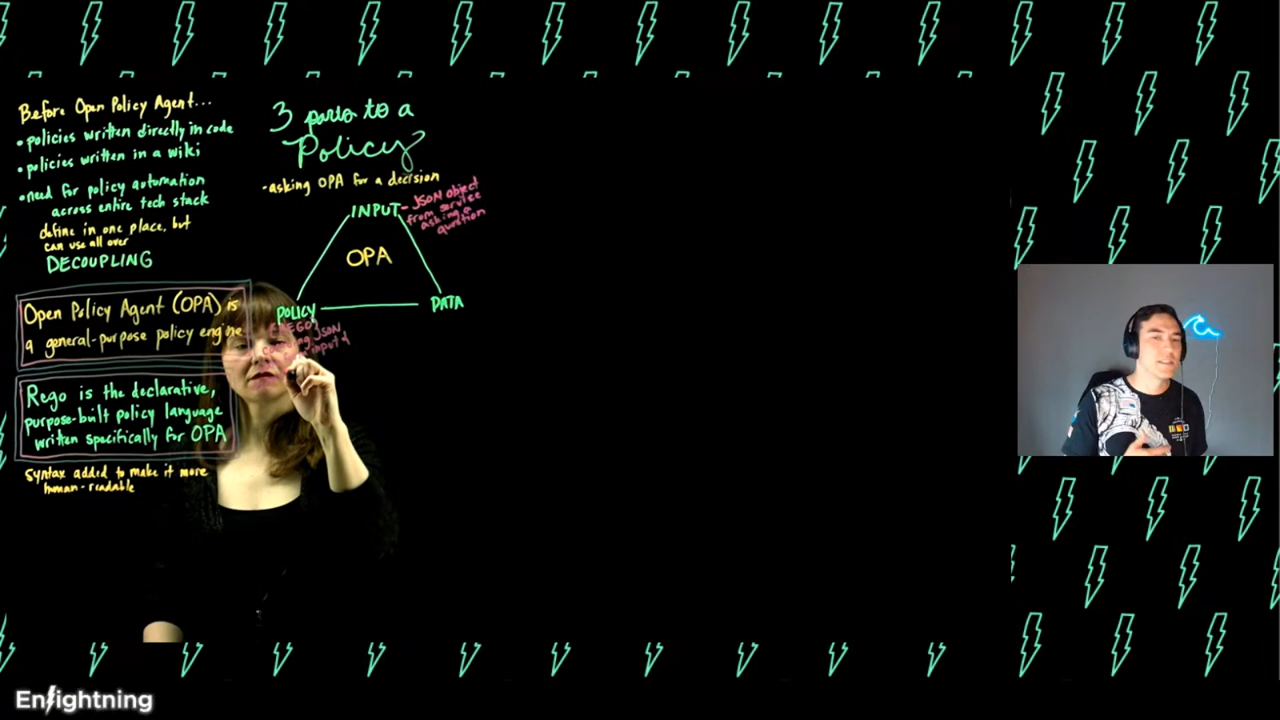 Before Open Policy Agent...
• policies written directly in code
• policies written in a wiki
• need for policy automation
across entire tech stack
define in one place, but
can use all over
DECOUPLING
Open Policy Agent (OPA) is
a general-purpose policy engine
Rego is the declarative,
purpose-built policy language
written specifically for OPA
Syntax added to make it more
human-readable
3 parts to a
Policy
- asking OPA for a decision
INPUT - JSON object
from service
asking a
question
OPA
POLICY
DATA
REGO
JSON
input &
Enlightning